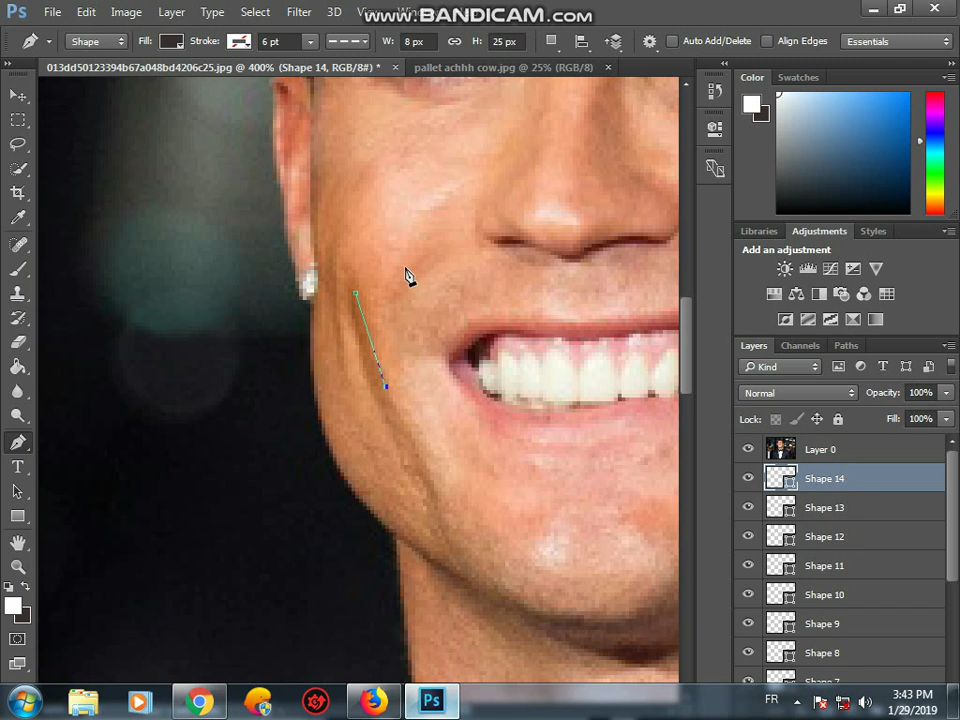 Ps File Edit Image Layer Type Select Filter 3D
www.BANDICAM.com
Shape Fill: Stroke: 6 pt W: 8 px H: 25 px Auto Add/Delete Align Edges Essentials
013dd50123394b67a048bd4206c25.jpg @ 400% (Shape 14, RGB/8#) * × pallet achhh cow.jpg @ 25% (RGB/8) ×
Color Swatches
Libraries Adjustments Styles
Add an adjustment
Layers Channels Paths
Kind
Normal Opacity: 100%
Lock: Fill: 100%
Layer 0
Shape 14
Shape 13
Shape 12
Shape 11
Shape 10
Shape 9
Shape 8
FR 3:43 PM
1/29/2019